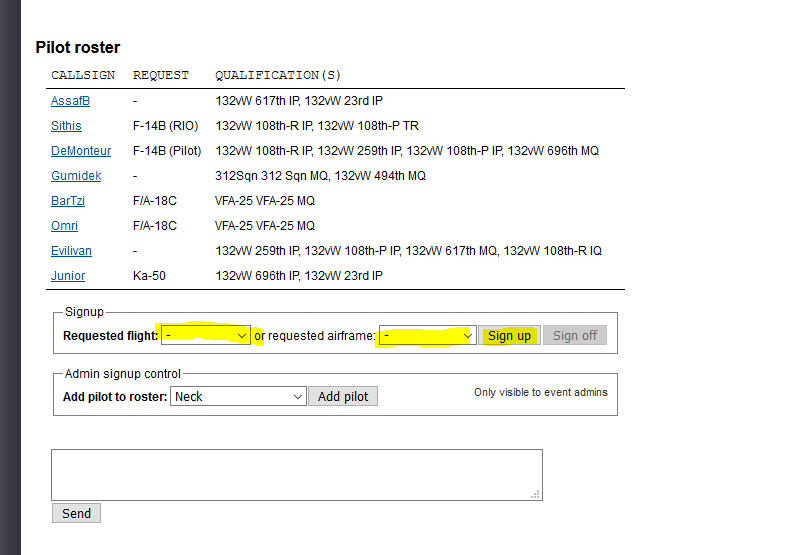 Pilot roster
CALLSIGN REQUEST QUALIFICATION(S)
AssafB - 132vW 617th IP, 132vW 23rd IP
Sithis F-14B (RIO) 132vW 108th-R IP, 132vW 108th-P TR
DeMonteur F-14B (Pilot) 132vW 108th-R IP, 132vW 259th IP, 132vW 108th-P IP, 132vW 696th MQ
Gumidek - 312Sqn 312 Sqn MQ, 132vW 494th MQ
BarTzi F/A-18C VFA-25 VFA-25 MQ
Omri F/A-18C VFA-25 VFA-25 MQ
Evilivan - 132vW 259th IP, 132vW 108th-P IP, 132vW 617th MQ, 132vW 108th-R IQ
Junior Ka-50 132vW 696th IP, 132vW 23rd IP
Signup
Requested flight: - or requested airframe: - Sign up Sign off
Admin signup control
Add pilot to roster: Neck Add pilot Only visible to event admins
Send